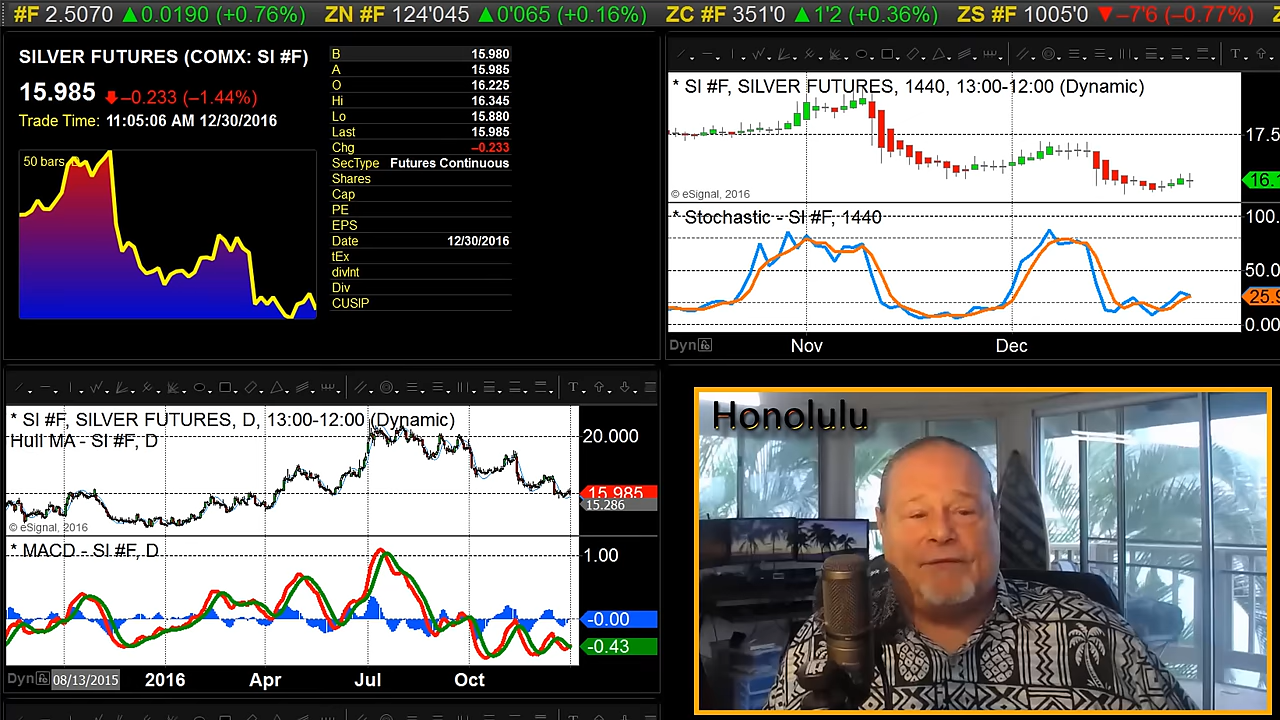 #F 2.5070 ▲0.0190 (+0.76%) ZN #F 124'045 ▲0'065 (+0.16%) ZC #F 351'0 ▲1'2 (+0.36%) ZS #F 1005'0 ▼–7'6 (–0.77%)
SILVER FUTURES (COMX: SI #F)
15.985 –0.233 (–1.44%)
Trade Time: 11:05:06 AM 12/30/2016
50 bars
B 15.980
A 15.985
O 16.225
Hi 16.345
Lo 15.880
Last 15.985
Chg –0.233
SecType Futures Continuous
Shares
Cap
PE
EPS
Date 12/30/2016
tEx
divInt
Div
CUSIP
* SI #F, SILVER FUTURES, 1440, 13:00-12:00 (Dynamic)
17.5
16.1
© eSignal, 2016
* Stochastic - SI #F, 1440
100.
50.0
25.9
0.00
Dyn
Nov Dec
* SI #F, SILVER FUTURES, D, 13:00-12:00 (Dynamic)
Hull MA - SI #F, D
20.000
15.985
15.286
© eSignal, 2016
* MACD - SI #F, D
1.00
-0.00
-0.43
Dyn 08/13/2015 2016 Apr Jul Oct
Honolulu